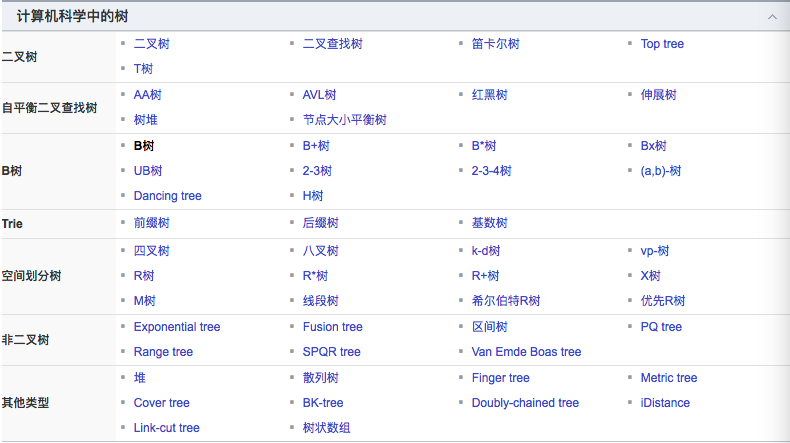 计算机科学中的树
二叉树
二叉树 二叉查找树 笛卡尔树 Top tree
T树
自平衡二叉查找树
AA树 AVL树 红黑树 伸展树
树堆 节点大小平衡树
B树
B树 B+树 B*树 Bx树
UB树 2-3树 2-3-4树 (a,b)-树
Dancing tree H树
Trie
前缀树 后缀树 基数树
空间划分树
四叉树 八叉树 k-d树 vp-树
R树 R*树 R+树 X树
M树 线段树 希尔伯特R树 优先R树
非二叉树
Exponential tree Fusion tree 区间树 PQ tree
Range tree SPQR tree Van Emde Boas tree
其他类型
堆 散列树 Finger tree Metric tree
Cover tree BK-tree Doubly-chained tree iDistance
Link-cut tree 树状数组